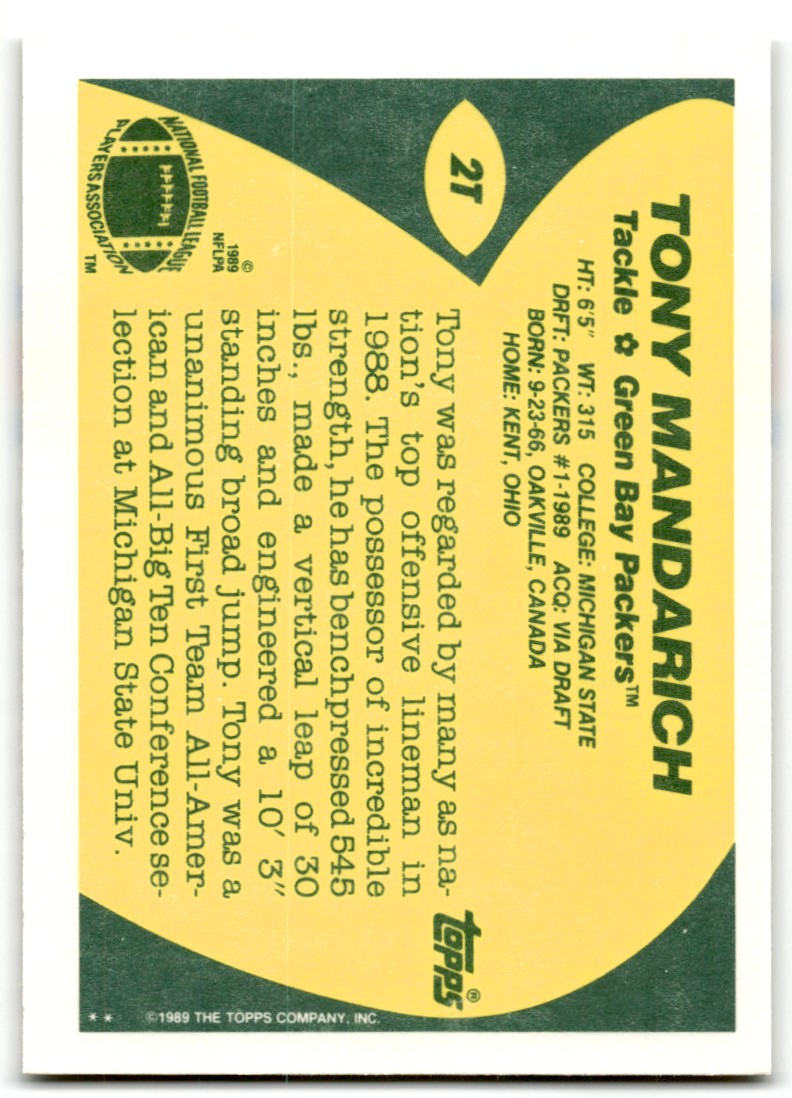 2T
TONY MANDARICH
Tackle ✿ Green Bay Packers™
HT: 6'5" WT: 315 COLLEGE: MICHIGAN STATE
DRFT: PACKERS #1-1989 ACQ: VIA DRAFT
BORN: 9-23-66, OAKVILLE, CANADA
HOME: KENT, OHIO
Tony was regarded by many as na-
tion's top offensive lineman in
1988. The possessor of incredible
strength, he has benchpressed 545
lbs., made a vertical leap of 30
inches and engineered a 10' 3"
standing broad jump. Tony was a
unanimous First Team All-Amer-
ican and All-Big Ten Conference se-
lection at Michigan State Univ.
NATIONAL FOOTBALL LEAGUE
PLAYERS ASSOCIATION
TM
©
1989
NFLPA
topps®
©1989 THE TOPPS COMPANY, INC.
* *